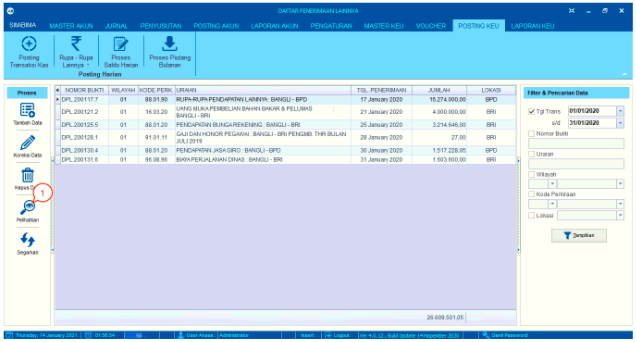 DAFTAR PENERIMAAN LAINNYA
SIMBIMA MASTER AKUN JURNAL PENYUSUTAN POSTING AKUN LAPORAN AKUN PENGATURAN MASTER KEU VOUCHER POSTING KEU LAPORAN KEU
Posting Transaksi Kas
Rupa - Rupa Lainnya
Proses Saldo Harian
Proses Piutang Bulanan
Posting Harian
Proses
Tambah Data
Koreksi Data
Hapus
1
Perlihatkan
Segarkan
NOMOR BUKTI WILAYAH KODE PERK URAIAN TGL. PENERIMAAN JUMLAH LOKASI
DPL.200117.7 01 88.01.90 RUPA-RUPA PENDAPATAN LAINNYA : BANGLI - BPD 17 January 2020 16.274.000,00 BPD
DPL.200121.2 01 16.03.20 UANG MUKA PEMBELIAN BAHAN BAKAR & PELUMAS : BANGLI - BRI 21 January 2020 4.000.000,00 BRI
DPL.200125.5 01 88.01.20 PENDAPATAN BUNGA REKENING : BANGLI - BRI 25 January 2020 3.214.646,00 BRI
DPL.200128.1 01 91.01.11 GAJI DAN HONOR PEGAWAI : BANGLI - BRI PENGMB. THR BULAN JULI 2019 28 January 2020 27,00 BRI
DPL.200130.4 01 88.01.20 PENDAPATAN JASA GIRO : BANGLI - BPD 30 January 2020 1.517.228,05 BPD
DPL.200131.6 01 96.08.96 BIAYA PERJALANAN DINAS : BANGLI - BRI 31 January 2020 1.603.600,00 BRI
26.609.501,05
Filter & Pencarian Data
Tgl Trans 01/01/2020
s/d 31/01/2020
Nomor Bukti
Uraian
Wilayah
Kode Perkiraan
Lokasi
Tampilkan
Thursday, 14 January 2021 01:56:04 User Akses : Administrator Insert Logout Ver 4.0.12 , Build Update 14 Nopember 2020 Ganti Password